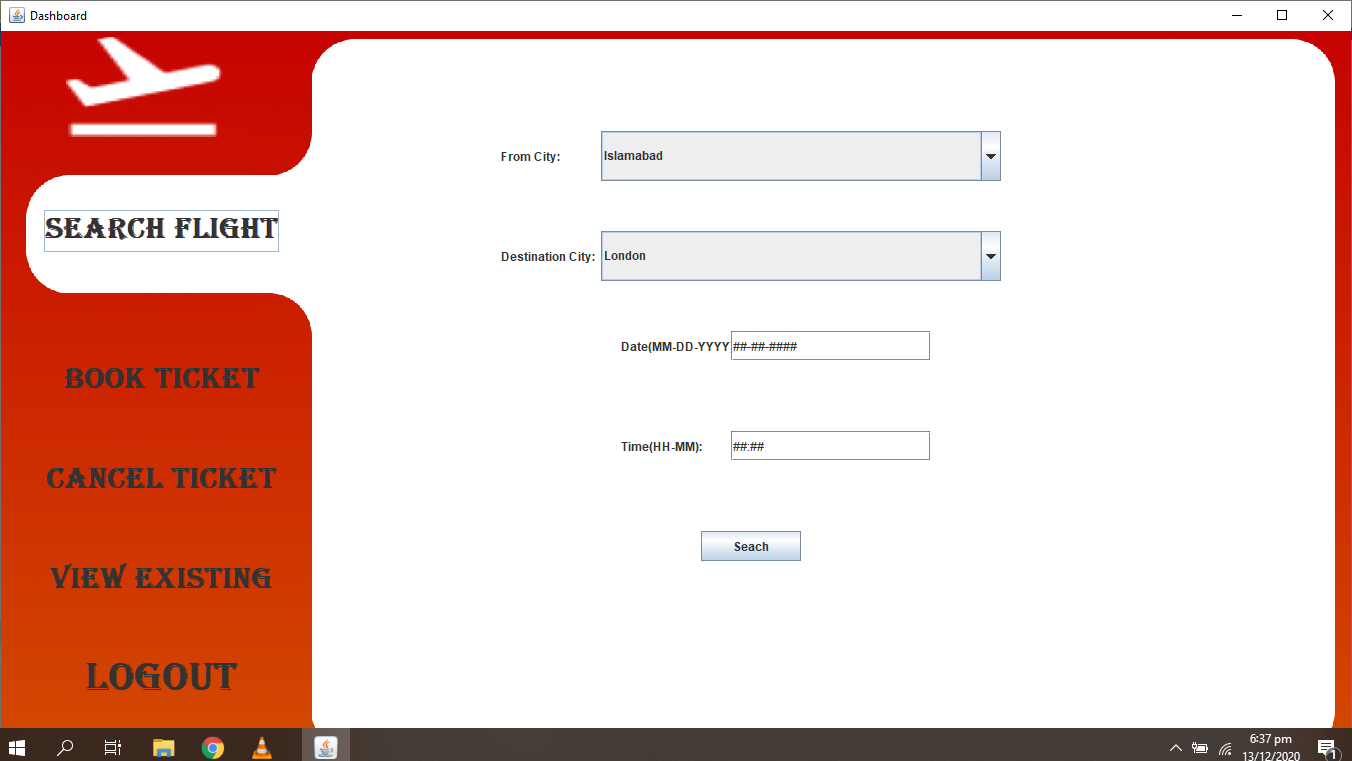 Dashboard
From City:
Islamabad
SEARCH FLIGHT
Destination City:
London
Date(MM-DD-YYYY
##-##-####
BOOK TICKET
Time(HH-MM):
##:##
CANCEL TICKET
Seach
VIEW EXISTING
LOGOUT
6:37 pm
13/12/2020
1